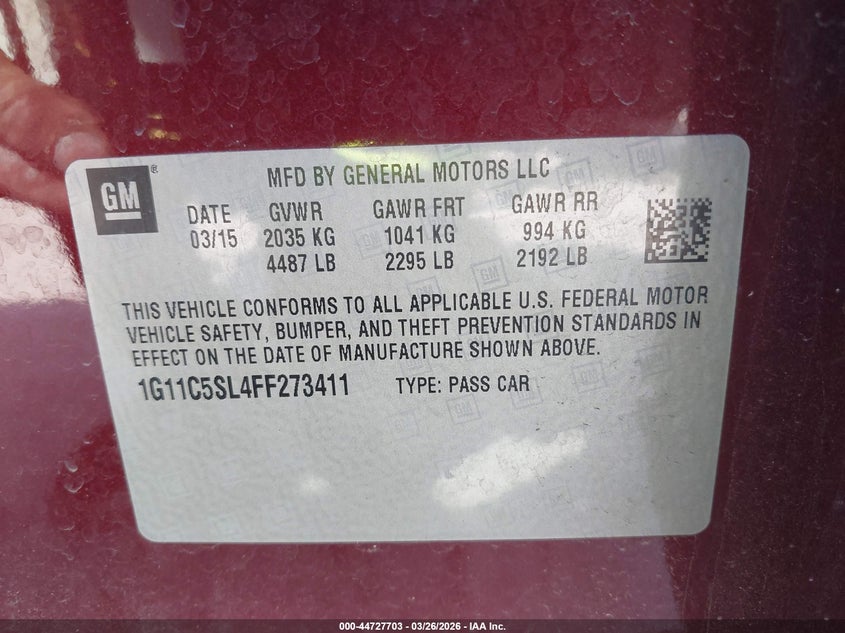 GM ®
MFD BY GENERAL MOTORS LLC
DATE GVWR GAWR FRT GAWR RR
03/15 2035 KG 1041 KG 994 KG
4487 LB 2295 LB 2192 LB
THIS VEHICLE CONFORMS TO ALL APPLICABLE U.S. FEDERAL MOTOR
VEHICLE SAFETY, BUMPER, AND THEFT PREVENTION STANDARDS IN
EFFECT ON THE DATE OF MANUFACTURE SHOWN ABOVE.
1G11C5SL4FF273411 TYPE: PASS CAR
000-44727703 — 03/26/2026 — IAA Inc.